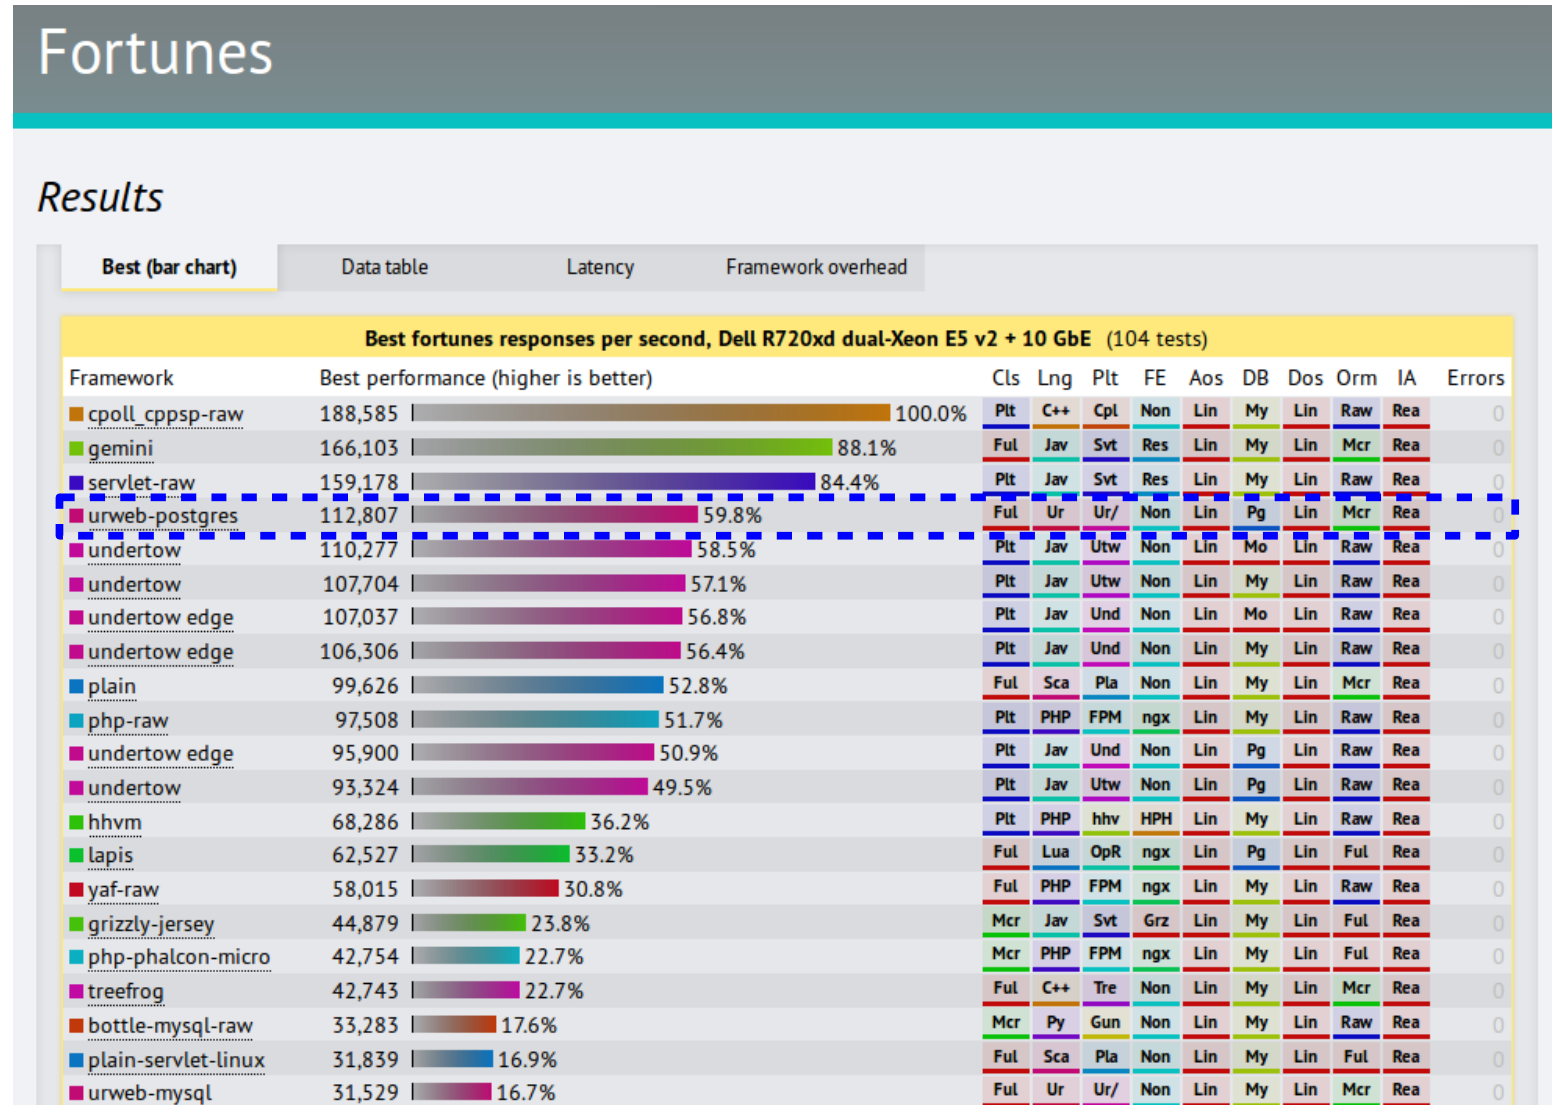 Fortunes
Results
Best (bar chart) Data table Latency Framework overhead
Best fortunes responses per second, Dell R720xd dual-Xeon E5 v2 + 10 GbE (104 tests)
Framework Best performance (higher is better) Cls Lng Plt FE Aos DB Dos Orm IA Errors
cpoll_cppsp-raw 188,585 100.0% Plt C++ Cpl Non Lin My Lin Raw Rea 0
gemini 166,103 88.1% Ful Jav Svt Res Lin My Lin Mcr Rea 0
servlet-raw 159,178 84.4% Plt Jav Svt Res Lin My Lin Raw Rea 0
urweb-postgres 112,807 59.8% Ful Ur Ur/ Non Lin Pg Lin Mcr Rea 0
undertow 110,277 58.5% Plt Jav Utw Non Lin Mo Lin Raw Rea 0
undertow 107,704 57.1% Plt Jav Utw Non Lin My Lin Raw Rea 0
undertow edge 107,037 56.8% Plt Jav Und Non Lin Mo Lin Raw Rea 0
undertow edge 106,306 56.4% Plt Jav Und Non Lin My Lin Raw Rea 0
plain 99,626 52.8% Ful Sca Pla Non Lin My Lin Mcr Rea 0
php-raw 97,508 51.7% Plt PHP FPM ngx Lin My Lin Raw Rea 0
undertow edge 95,900 50.9% Plt Jav Und Non Lin Pg Lin Raw Rea 0
undertow 93,324 49.5% Plt Jav Utw Non Lin Pg Lin Raw Rea 0
hhvm 68,286 36.2% Plt PHP hhv HPH Lin My Lin Raw Rea 0
lapis 62,527 33.2% Ful Lua OpR ngx Lin Pg Lin Ful Rea 0
yaf-raw 58,015 30.8% Ful PHP FPM ngx Lin My Lin Raw Rea 0
grizzly-jersey 44,879 23.8% Mcr Jav Svt Grz Lin My Lin Ful Rea 0
php-phalcon-micro 42,754 22.7% Mcr PHP FPM ngx Lin My Lin Ful Rea 0
treefrog 42,743 22.7% Ful C++ Tre Non Lin My Lin Mcr Rea 0
bottle-mysql-raw 33,283 17.6% Mcr Py Gun Non Lin My Lin Raw Rea 0
plain-servlet-linux 31,839 16.9% Ful Sca Pla Non Lin My Lin Ful Rea 0
urweb-mysql 31,529 16.7% Ful Ur Ur/ Non Lin My Lin Mcr Rea 0